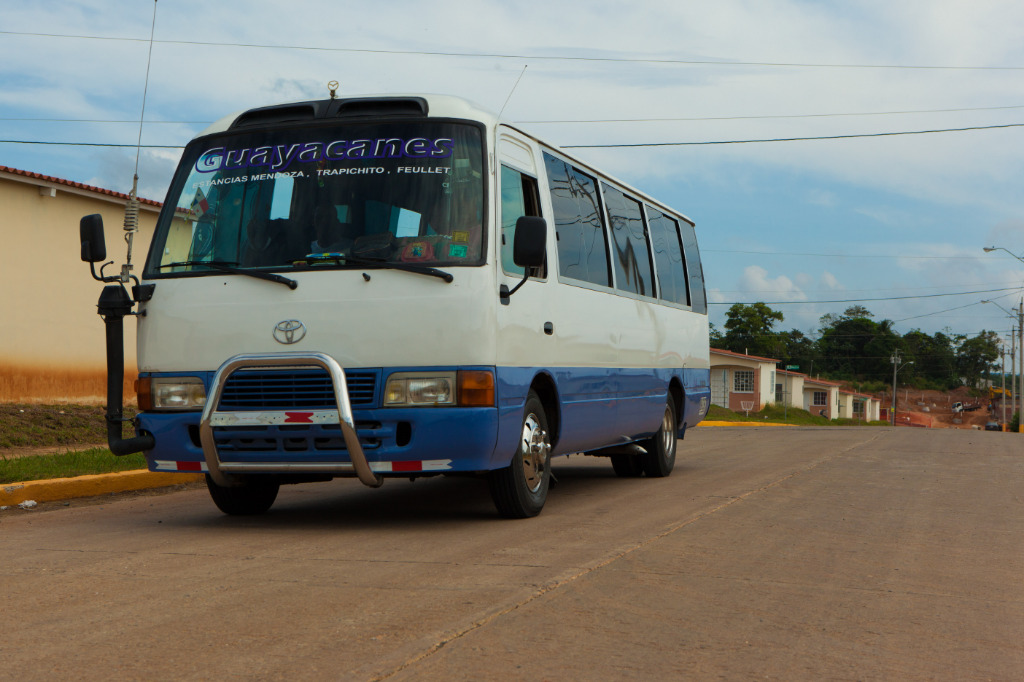 Guayacanes
ESTANCIAS MENDOZA, TRAPICHITO, FEULLET